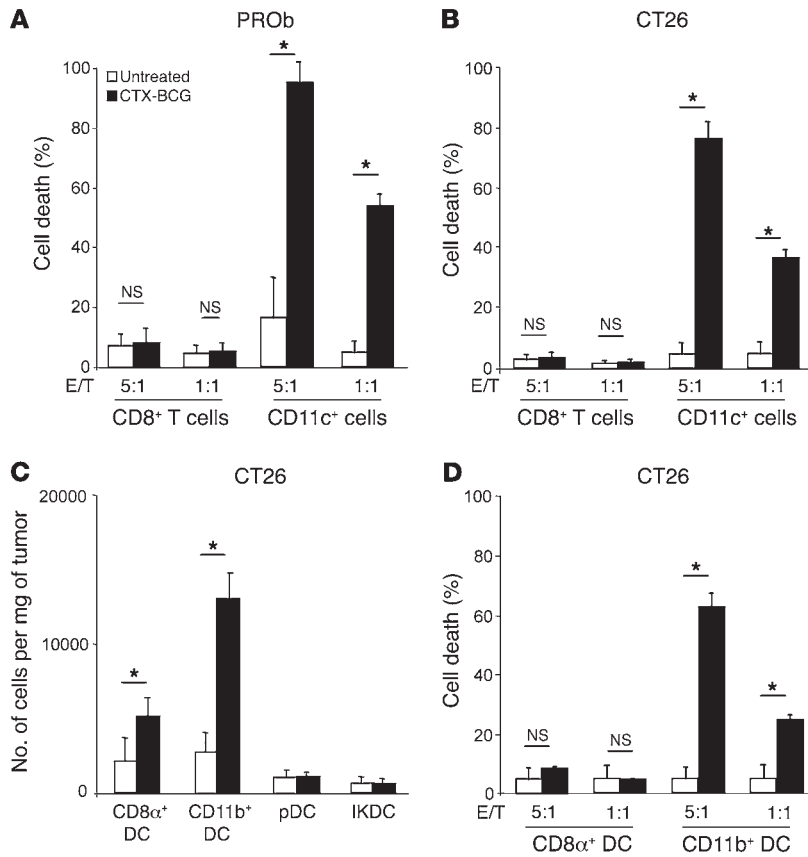 A
PROb
Untreated
CTX-BCG
Cell death (%)
100
80
60
40
20
0
NS
NS
*
*
E/T
5:1
1:1
5:1
1:1
CD8+ T cells
CD11c+ cells
B
CT26
Cell death (%)
100
80
60
40
20
0
NS
NS
*
*
E/T
5:1
1:1
5:1
1:1
CD8+ T cells
CD11c+ cells
C
CT26
No. of cells per mg of tumor
20000
10000
0
*
*
CD8α+
DC
CD11b+
DC
pDC
IKDC
D
CT26
Cell death (%)
100
80
60
40
20
0
NS
NS
*
*
E/T
5:1
1:1
5:1
1:1
CD8α+ DC
CD11b+ DC